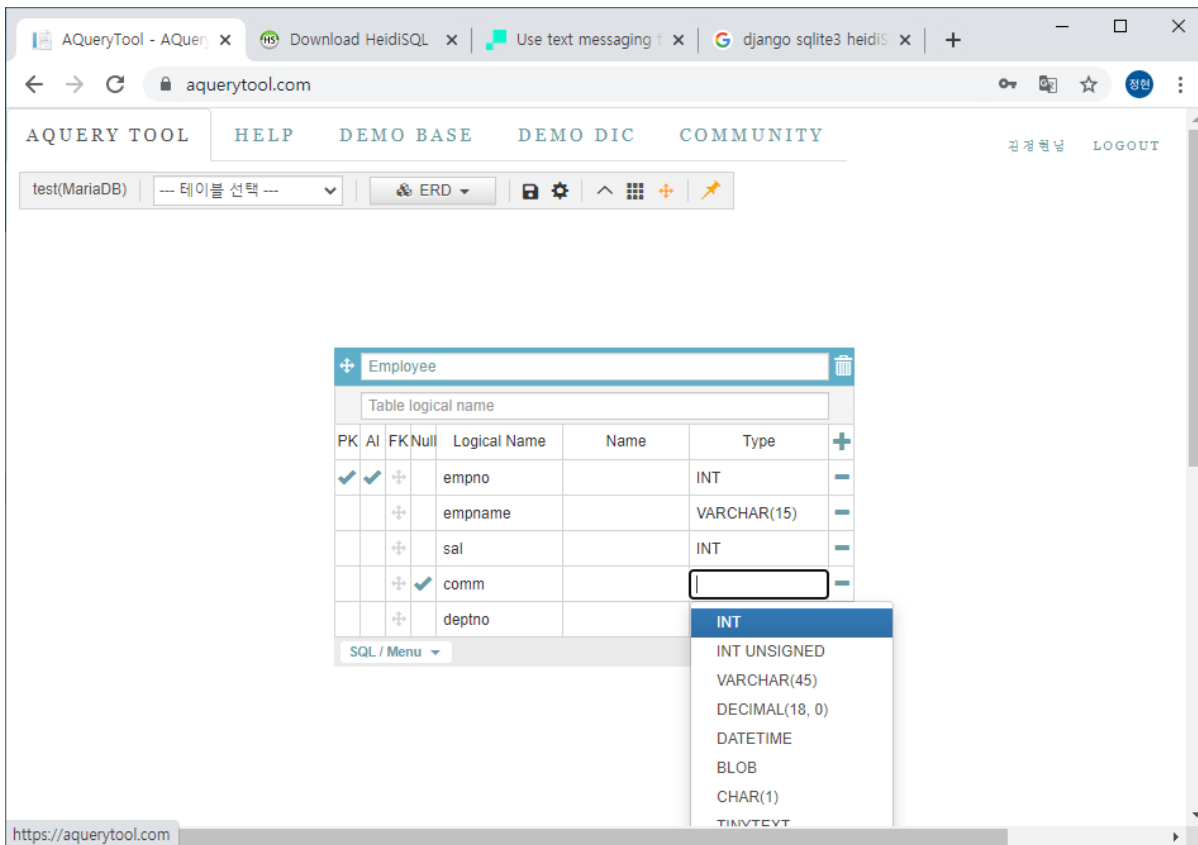 AQueryTool - AQuery
Download HeidiSQL
Use text messaging t
django sqlite3 heidiS
aquerytool.com
정현
AQUERY TOOL HELP DEMO BASE DEMO DIC COMMUNITY
김정현님 LOGOUT
test(MariaDB) --- 테이블 선택 --- ERD
Employee
Table logical name
PK AI FK Null Logical Name Name Type
empno INT
empname VARCHAR(15)
sal INT
comm
deptno
INT
SQL / Menu
INT UNSIGNED
VARCHAR(45)
DECIMAL(18, 0)
DATETIME
BLOB
CHAR(1)
TINYTEXT
https://aquerytool.com